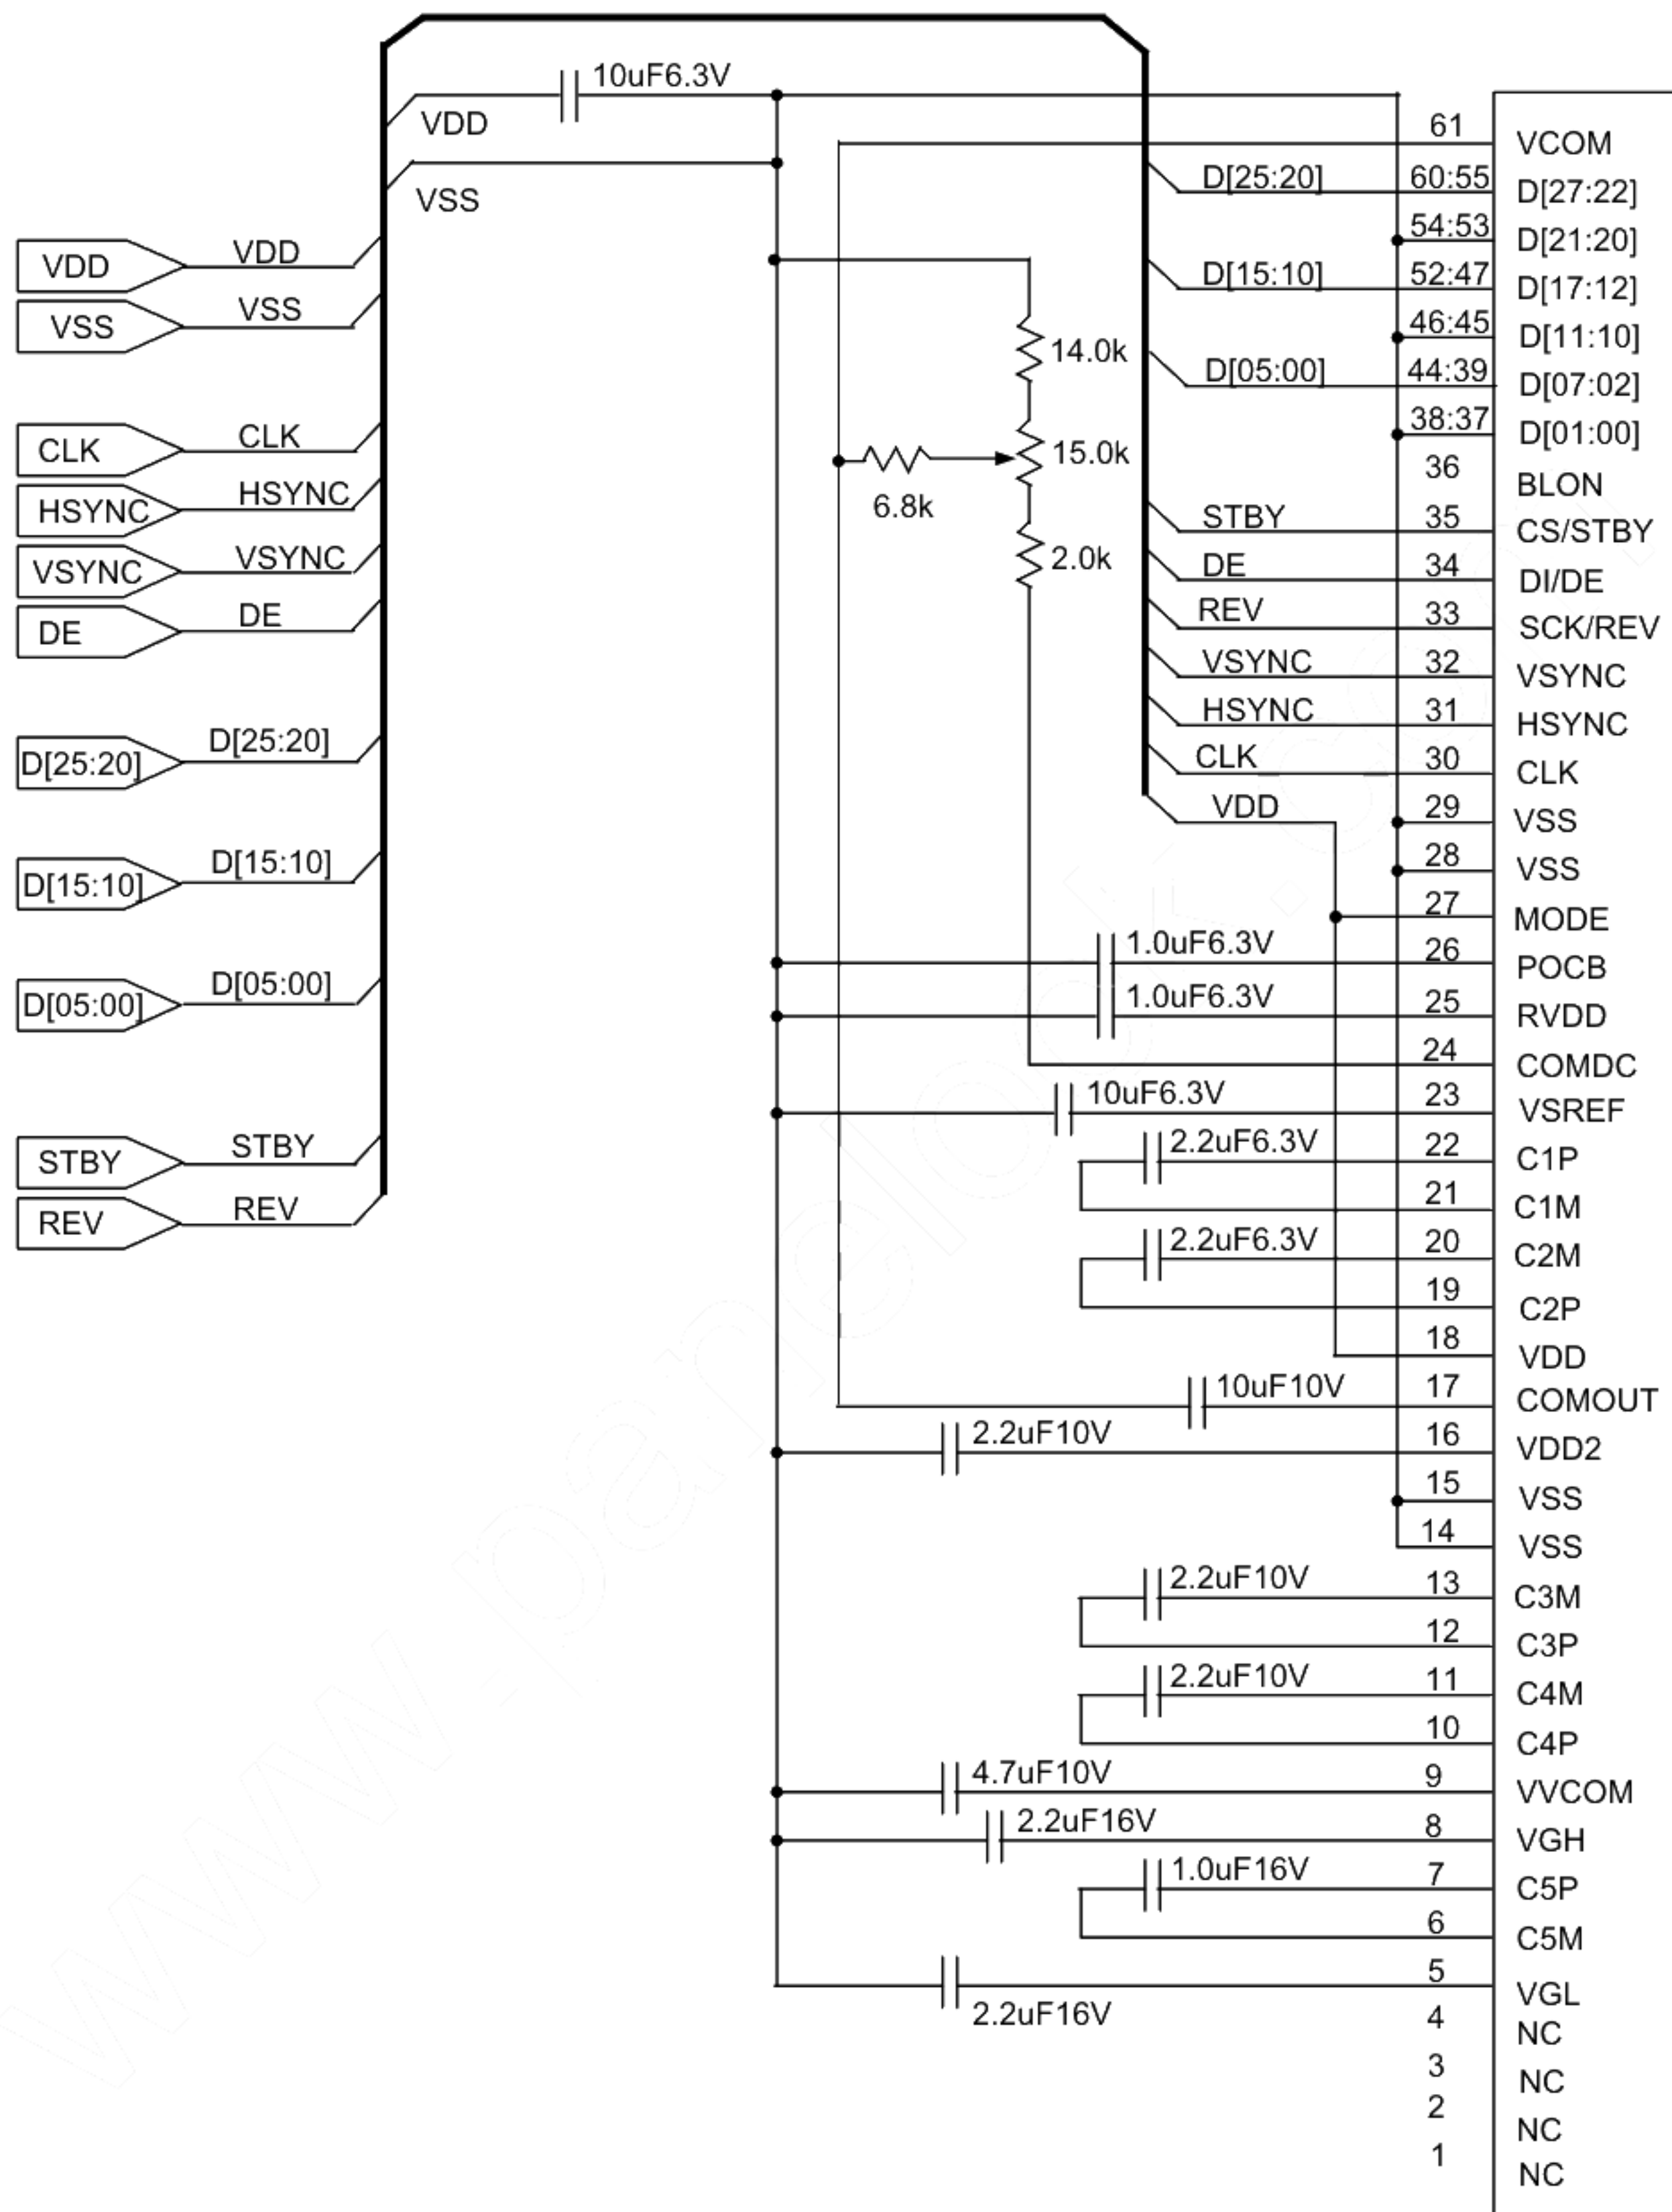 10uF6.3V
VDD
VSS
VDD VDD
VSS VSS
CLK CLK
HSYNC HSYNC
VSYNC VSYNC
DE DE
D[25:20] D[25:20]
D[15:10] D[15:10]
D[05:00] D[05:00]
STBY STBY
REV REV
14.0k
15.0k
6.8k
2.0k
61 VCOM
D[25:20] 60:55 D[27:22]
54:53 D[21:20]
D[15:10] 52:47 D[17:12]
46:45 D[11:10]
D[05:00] 44:39 D[07:02]
38:37 D[01:00]
36 BLON
STBY 35 CS/STBY
DE 34 DI/DE
REV 33 SCK/REV
VSYNC 32 VSYNC
HSYNC 31 HSYNC
CLK 30 CLK
VDD 29 VSS
28 VSS
27 MODE
1.0uF6.3V 26 POCB
1.0uF6.3V 25 RVDD
24 COMDC
10uF6.3V 23 VSREF
2.2uF6.3V 22 C1P
21 C1M
2.2uF6.3V 20 C2M
19 C2P
18 VDD
10uF10V 17 COMOUT
2.2uF10V 16 VDD2
15 VSS
14 VSS
2.2uF10V 13 C3M
12 C3P
2.2uF10V 11 C4M
10 C4P
4.7uF10V 9 VVCOM
2.2uF16V 8 VGH
1.0uF16V 7 C5P
6 C5M
2.2uF16V 5 VGL
4 NC
3 NC
2 NC
1 NC
www.panelook.com